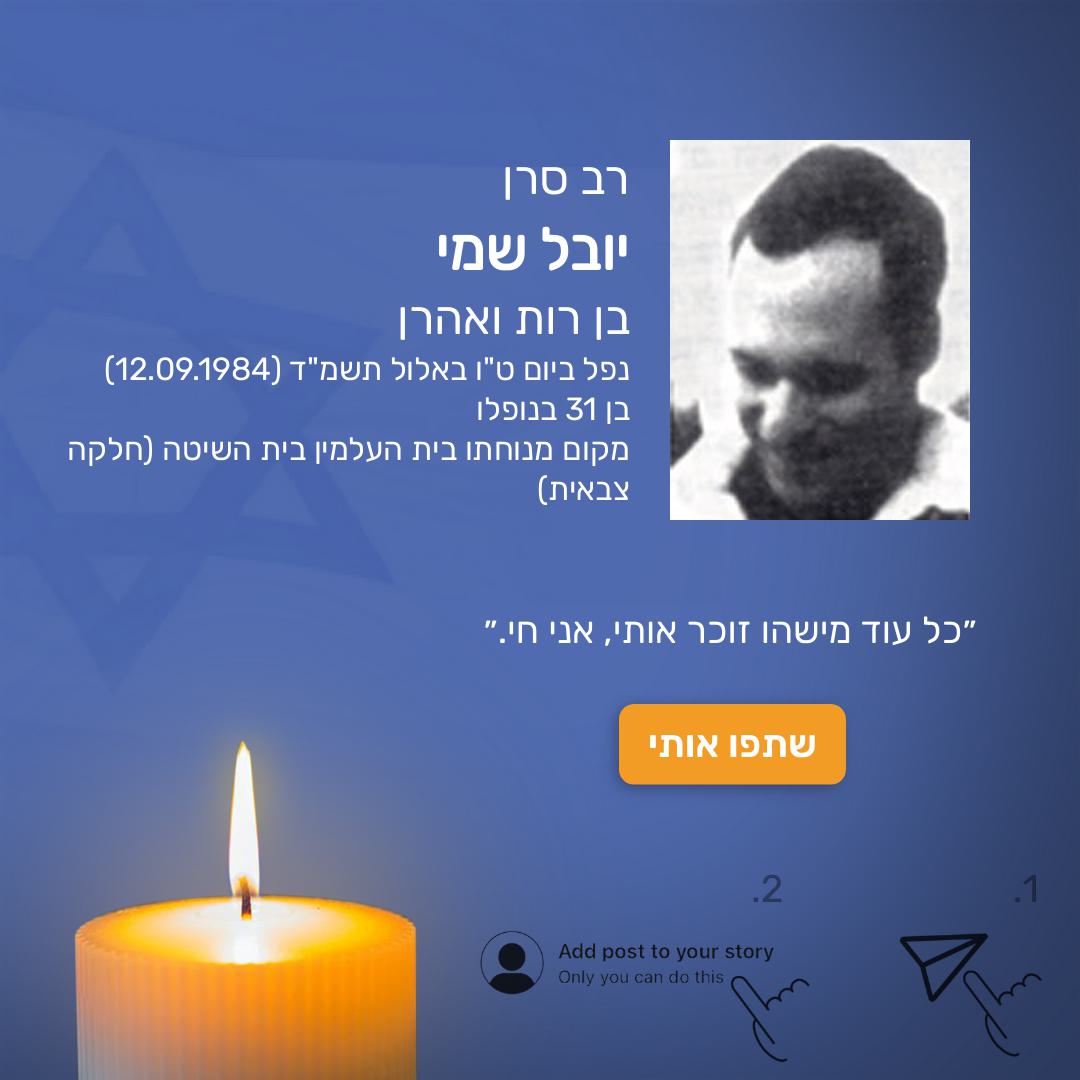 רב סרן
יובל שמי
בן רות ואהרן
נפל ביום ט"ו באלול תשמ"ד (12.09.1984)
בן 31 בנופלו
מקום מנוחתו בית העלמין בית השיטה (חלקה
צבאית)
״כל עוד מישהו זוכר אותי, אני חי.״
שתפו אותי
.1
.2
Add post to your story
Only you can do this